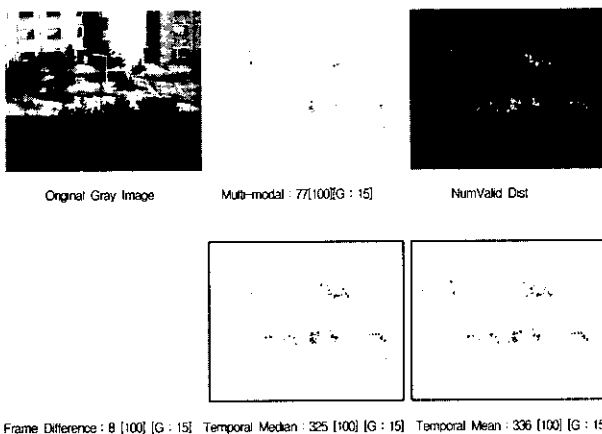 Original Gray Image
Multi-modal : 77[100][G : 15]
NumValid Dist
Frame Difference : 8 [100] [G : 15]
Temporal Median : 325 [100] [G : 15]
Temporal Mean : 336 [100] [G : 15